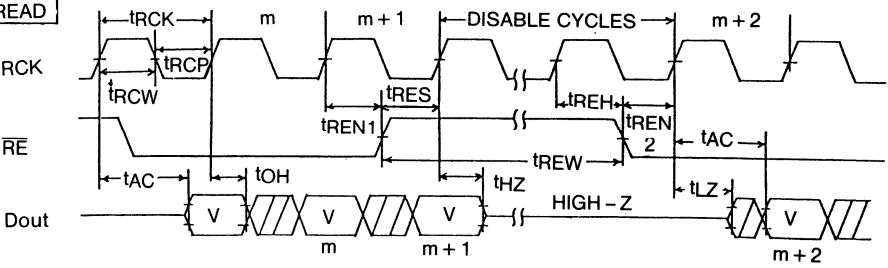 READ
tRCK m m+1 DISABLE CYCLES m+2
RCK
tRCP
tRCW
tRES tREH tREN
tREN1 2
RE
tREW tAC
tAC tOH tHZ tLZ
HIGH-Z
Dout V V V V
m m+1 m+2